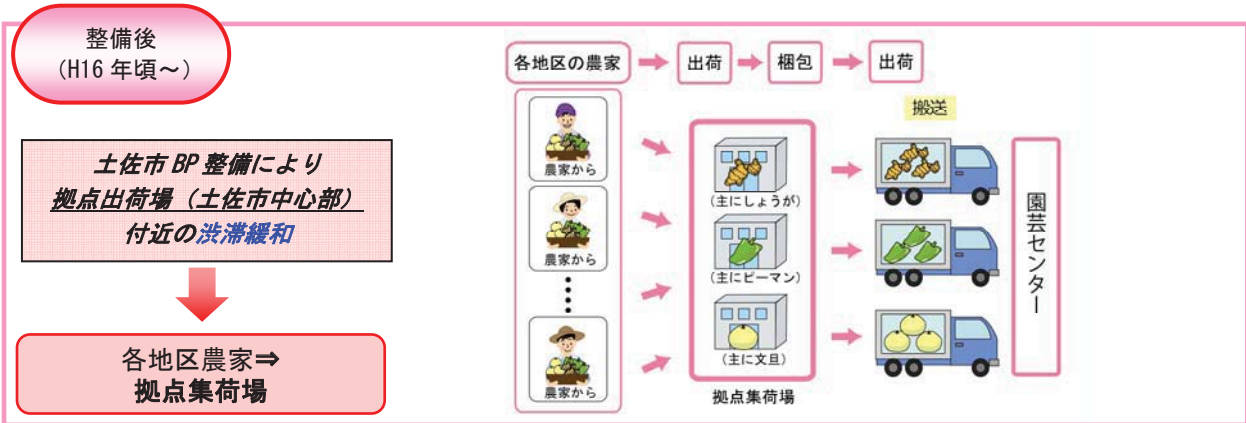 整備後
（H16 年頃～）
土佐市 BP 整備により
拠点出荷場（土佐市中心部）
付近の渋滞緩和
各地区農家⇒
拠点集荷場
各地区の農家
出荷
梱包
出荷
搬送
農家から
農家から
農家から
（主にしょうが）
（主にピーマン）
（主に文旦）
拠点集荷場
園芸センター